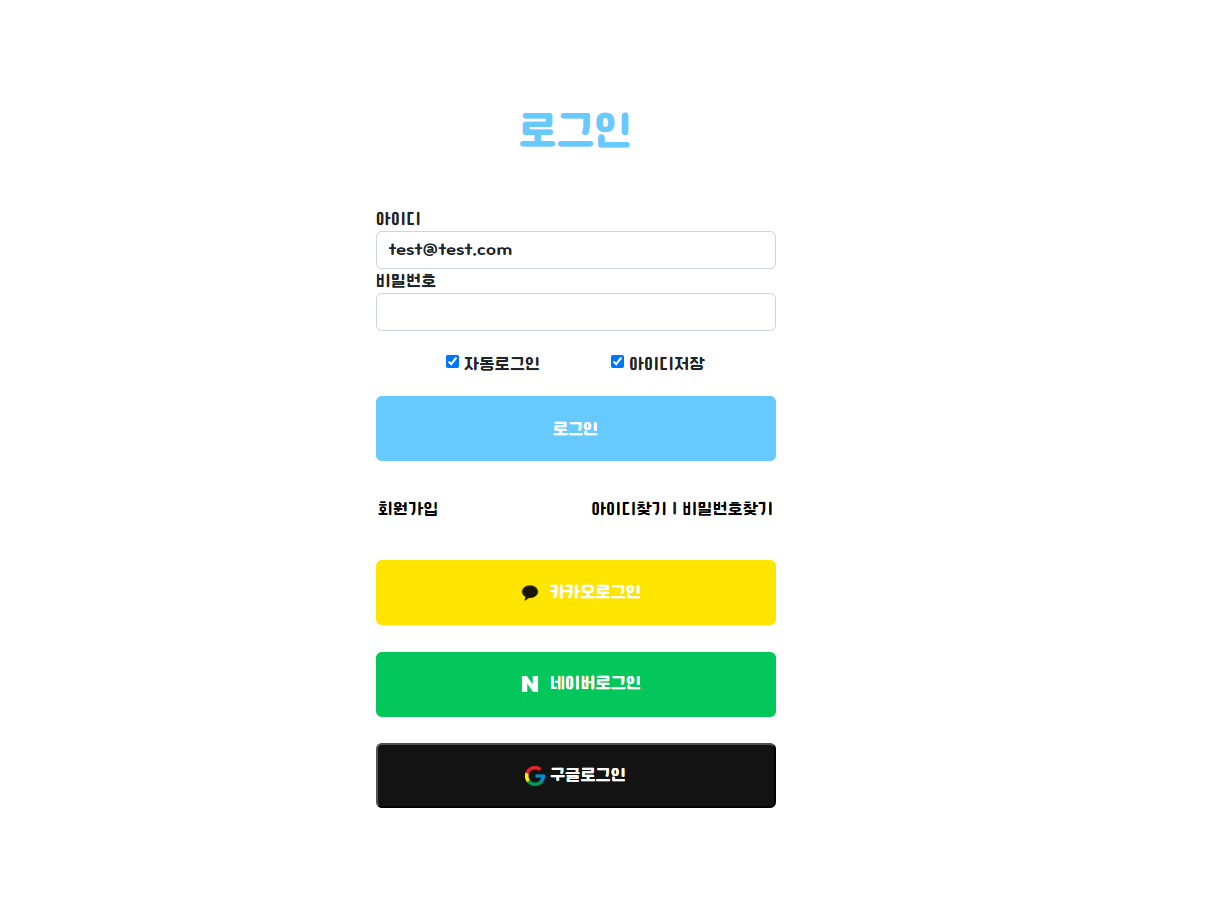 로그인
아이디
test@test.com
비밀번호
자동로그인 아이디저장
로그인
회원가입 아이디찾기 | 비밀번호찾기
카카오로그인
N 네이버로그인
G 구글로그인